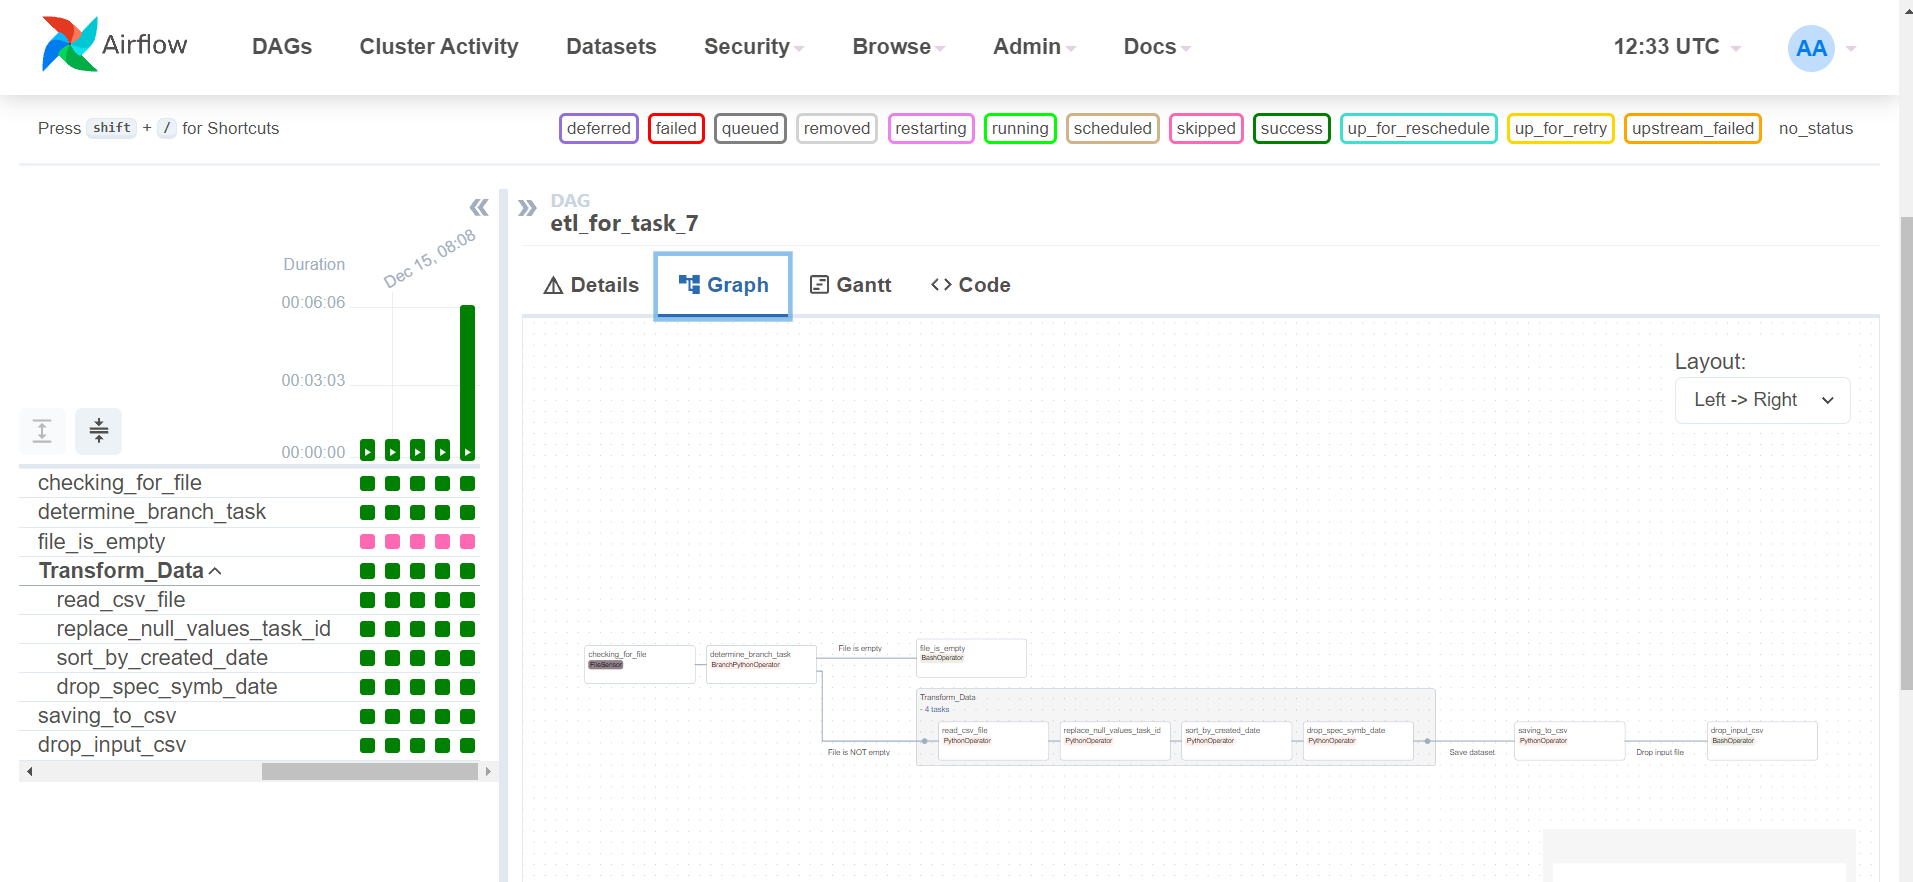 Airflow DAGs Cluster Activity Datasets Security Browse Admin Docs 12:33 UTC AA
Press shift + / for Shortcuts deferred failed queued removed restarting running scheduled skipped success up_for_reschedule up_for_retry upstream_failed no_status
DAG
etl_for_task_7
Dec 15, 08:08
Duration
00:06:06
00:03:03
00:00:00
checking_for_file
determine_branch_task
file_is_empty
Transform_Data
read_csv_file
replace_null_values_task_id
sort_by_created_date
drop_spec_symb_date
saving_to_csv
drop_input_csv
Details Graph Gantt <> Code
Layout:
Left -> Right
checking_for_file
FileSensor
determine_branch_task
BranchPythonOperator
File is empty
file_is_empty
BashOperator
File is NOT empty
Transform_Data
- 4 tasks
read_csv_file
PythonOperator
replace_null_values_task_id
PythonOperator
sort_by_created_date
PythonOperator
drop_spec_symb_date
PythonOperator
Save dataset
saving_to_csv
PythonOperator
Drop input file
drop_input_csv
BashOperator